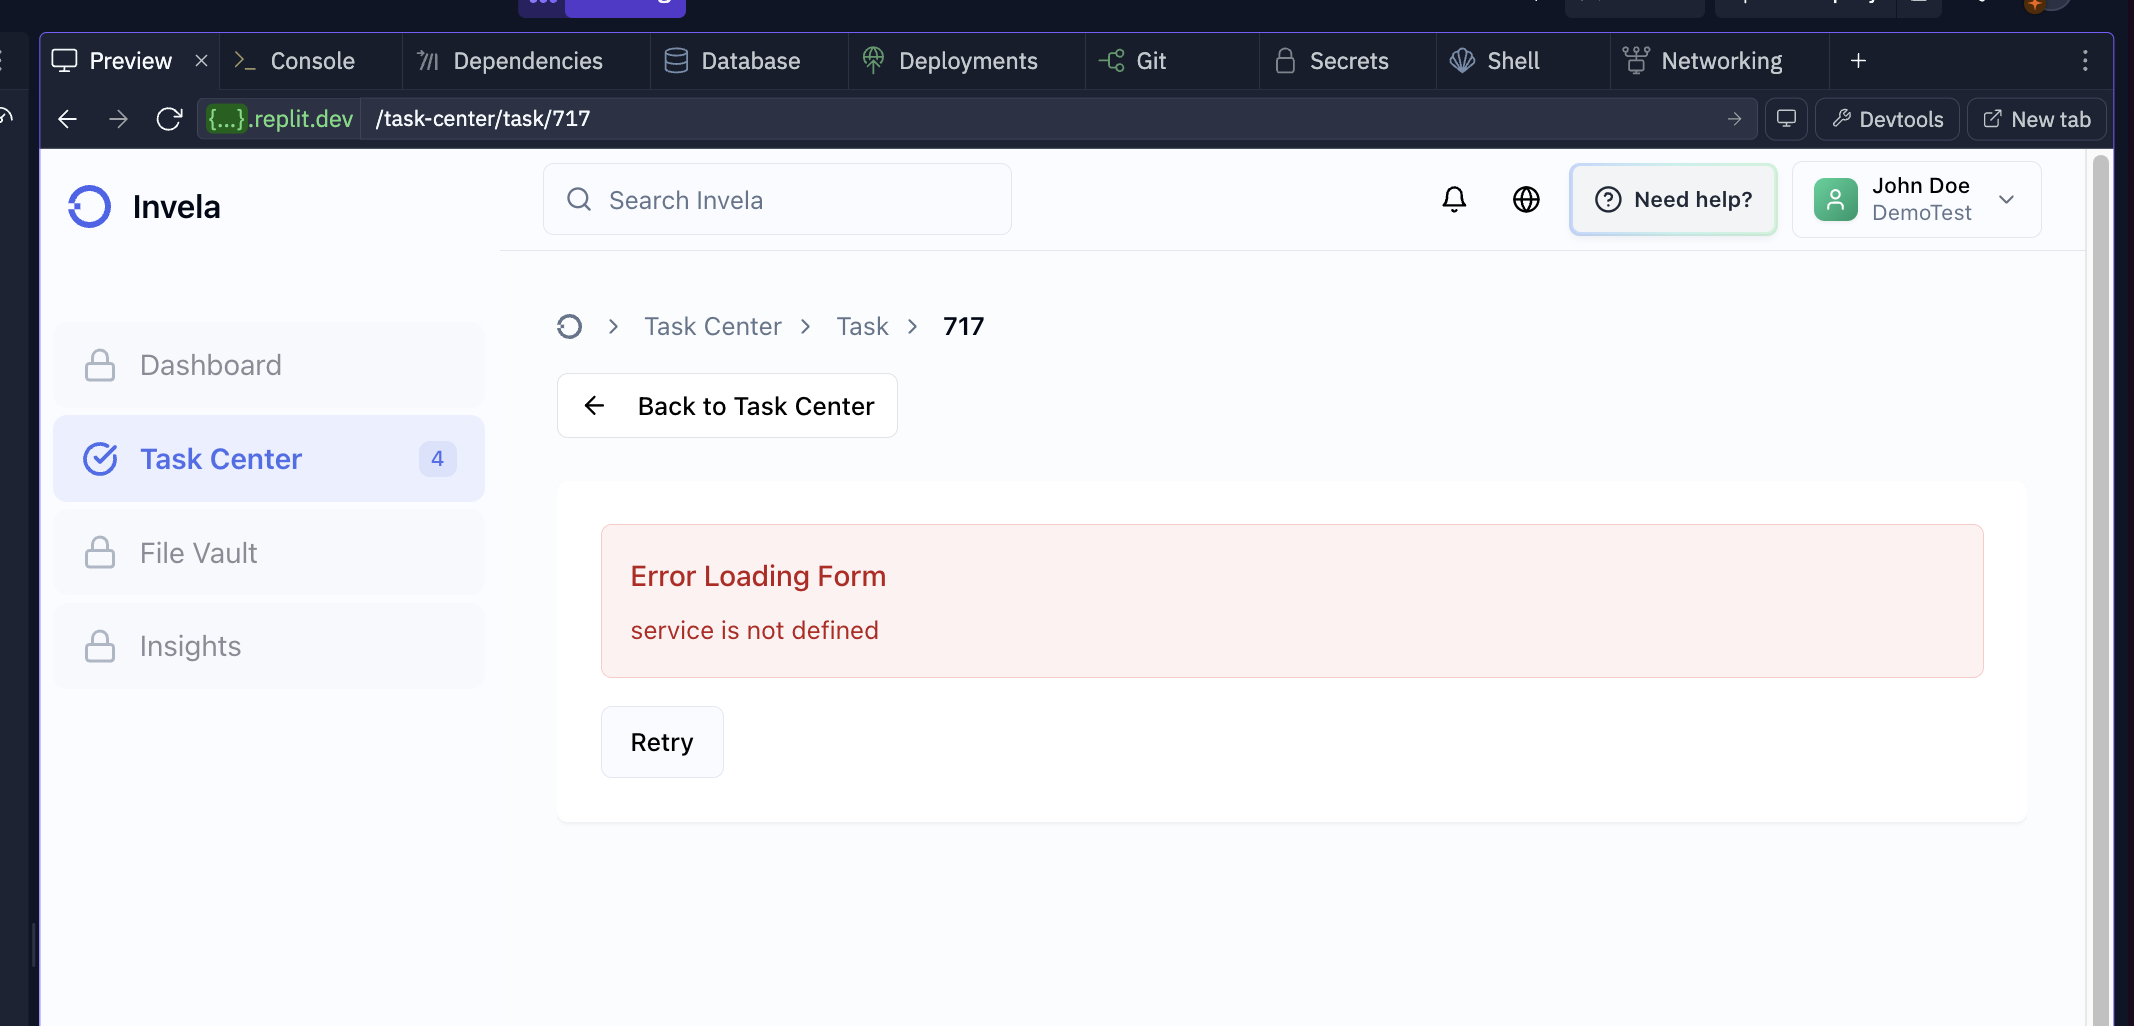 Preview
Console
Dependencies
Database
Deployments
Git
Secrets
Shell
Networking
{...}.replit.dev /task-center/task/717
Devtools
New tab
Invela
Search Invela
Need help?
John Doe
DemoTest
Dashboard
Task Center 4
File Vault
Insights
Task Center
Task
717
Back to Task Center
Error Loading Form
service is not defined
Retry